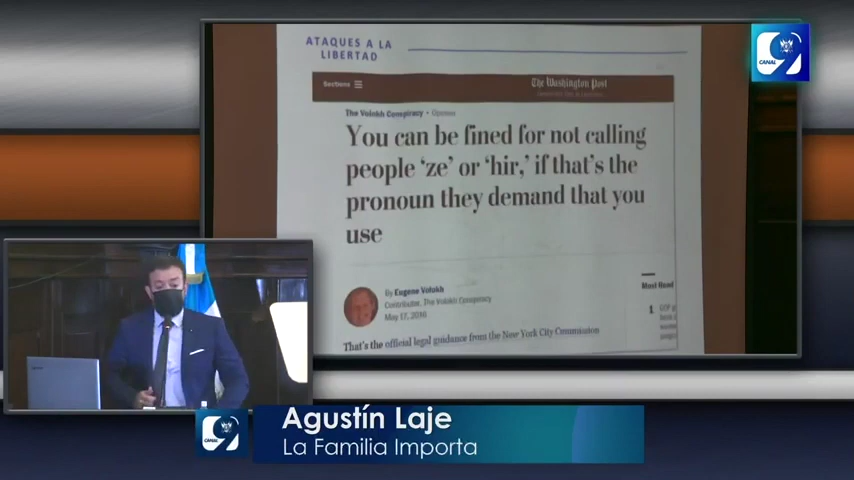 ATAQUES A LA
LIBERTAD
CANAL
9
Sections
The Washington Post
The Volokh Conspiracy • Opinion
You can be fined for not calling
people ‘ze’ or ‘hir,’ if that’s the
pronoun they demand that you
use
By Eugene Volokh
Contributor, The Volokh Conspiracy
May 17, 2016
Most Read
1
That's the official legal guidance from the New York City Commission
Agustín Laje
CANAL
9
La Familia Importa